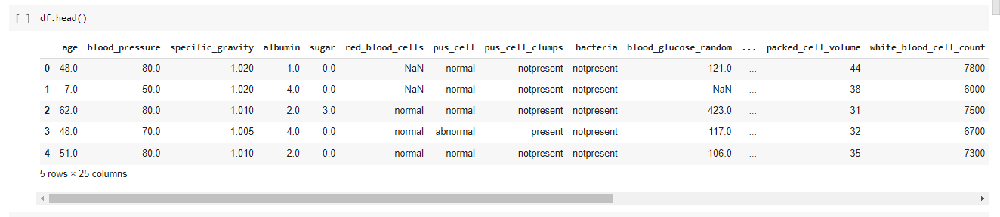 [ ] df.head()
age blood_pressure specific_gravity albumin sugar red_blood_cells pus_cell pus_cell_clumps bacteria blood_glucose_random ... packed_cell_volume white_blood_cell_count
0 48.0 80.0 1.020 1.0 0.0 NaN normal notpresent notpresent 121.0 ... 44 7800
1 7.0 50.0 1.020 4.0 0.0 NaN normal notpresent notpresent NaN ... 38 6000
2 62.0 80.0 1.010 2.0 3.0 normal normal notpresent notpresent 423.0 ... 31 7500
3 48.0 70.0 1.005 4.0 0.0 normal abnormal present notpresent 117.0 ... 32 6700
4 51.0 80.0 1.010 2.0 0.0 normal normal notpresent notpresent 106.0 ... 35 7300
5 rows × 25 columns